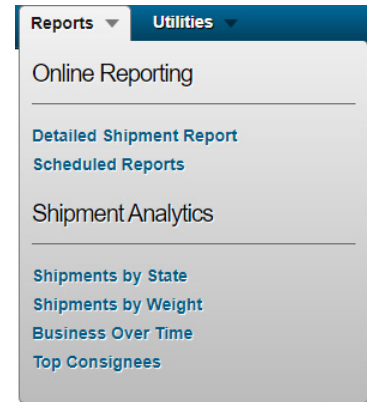 Reports Utilities
Online Reporting
Detailed Shipment Report
Scheduled Reports
Shipment Analytics
Shipments by State
Shipments by Weight
Business Over Time
Top Consignees